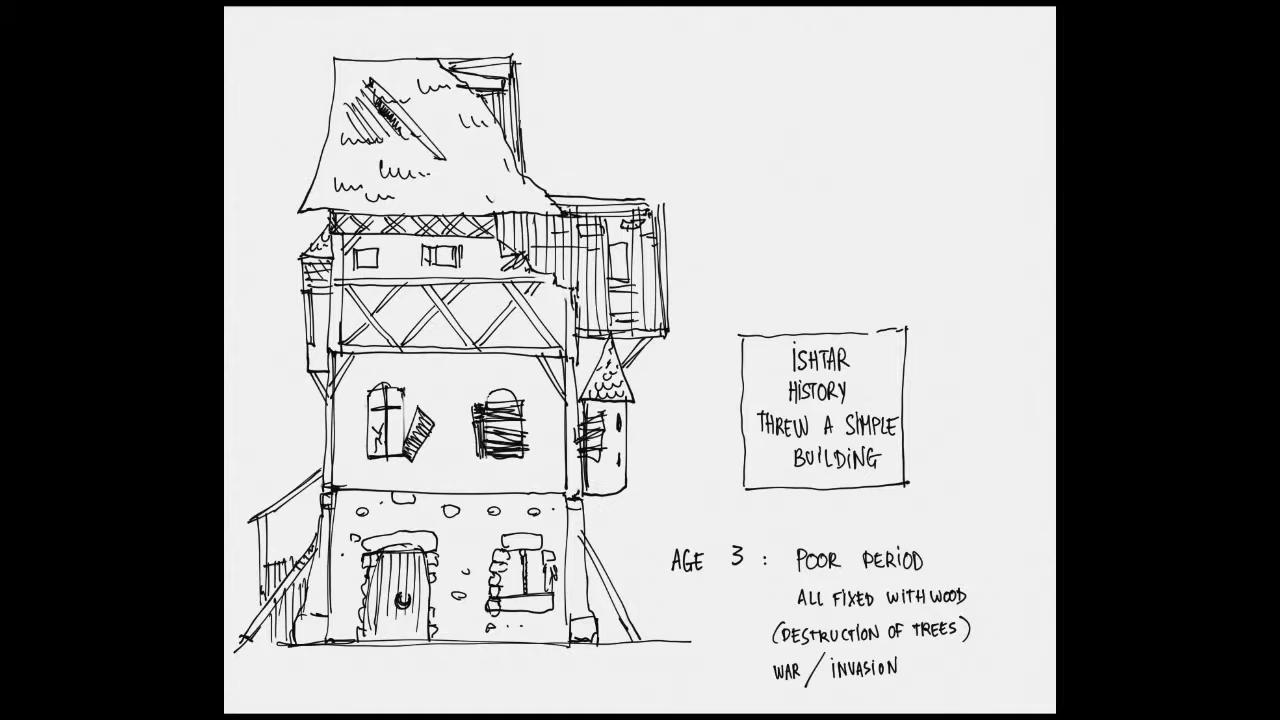 ISHTAR
HISTORY
THREW A SIMPLE
BUILDING
AGE 3 : POOR PERIOD
ALL FIXED WITH WOOD
(DESTRUCTION OF TREES)
WAR / INVASION